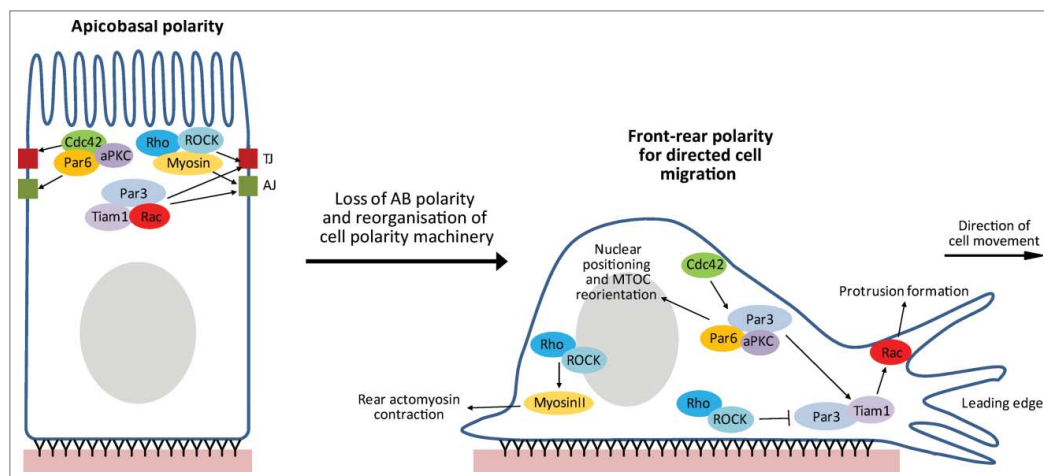 Apicobasal polarity
Cdc42
Par6
aPKC
Rho
ROCK
Myosin
TJ
AJ
Par3
Tiam1
Rac
Loss of AB polarity
and reorganisation of
cell polarity machinery
Front-rear polarity
for directed cell
migration
Direction of
cell movement
Nuclear
positioning
and MTOC
reorientation
Cdc42
Par3
Par6
aPKC
Protrusion formation
Rac
Rho
ROCK
MyosinII
Rear actomyosin
contraction
Rho
ROCK
Par3
Tiam1
Leading edge